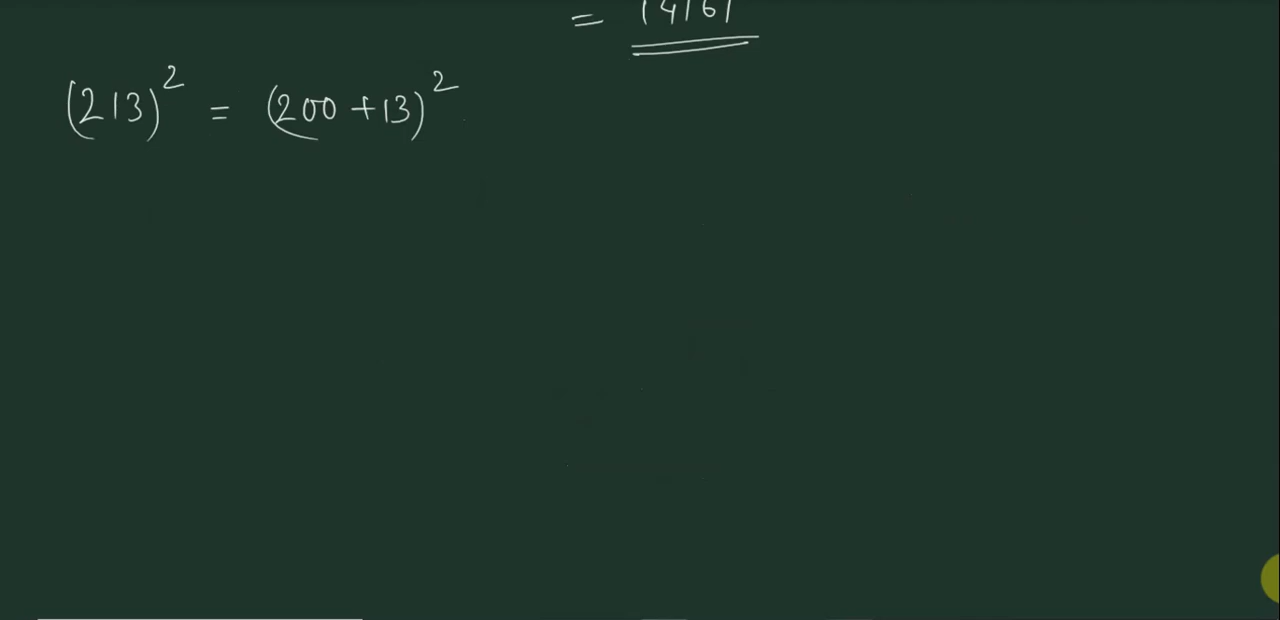 = 14161
(213)² = (200+13)²